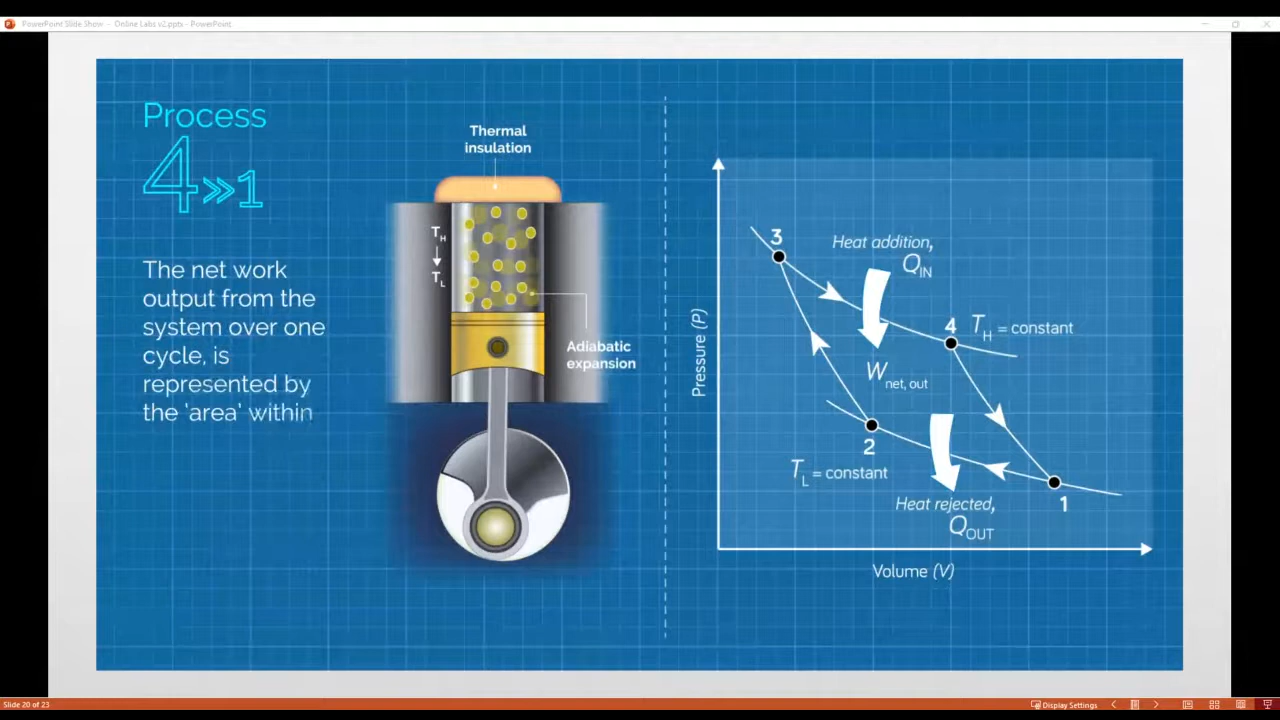 PowerPoint Slide Show - Online Labs v2.pptx - PowerPoint
Process
4»1
The net work
output from the
system over one
cycle, is
represented by
the 'area' within
Thermal
insulation
TH
TL
Adiabatic
expansion
Pressure (P)
3
Heat addition,
QIN
4 TH = constant
Wnet, out
2
TL = constant
Heat rejected,
QOUT
1
Volume (V)
Slide 20 of 23
Display Settings